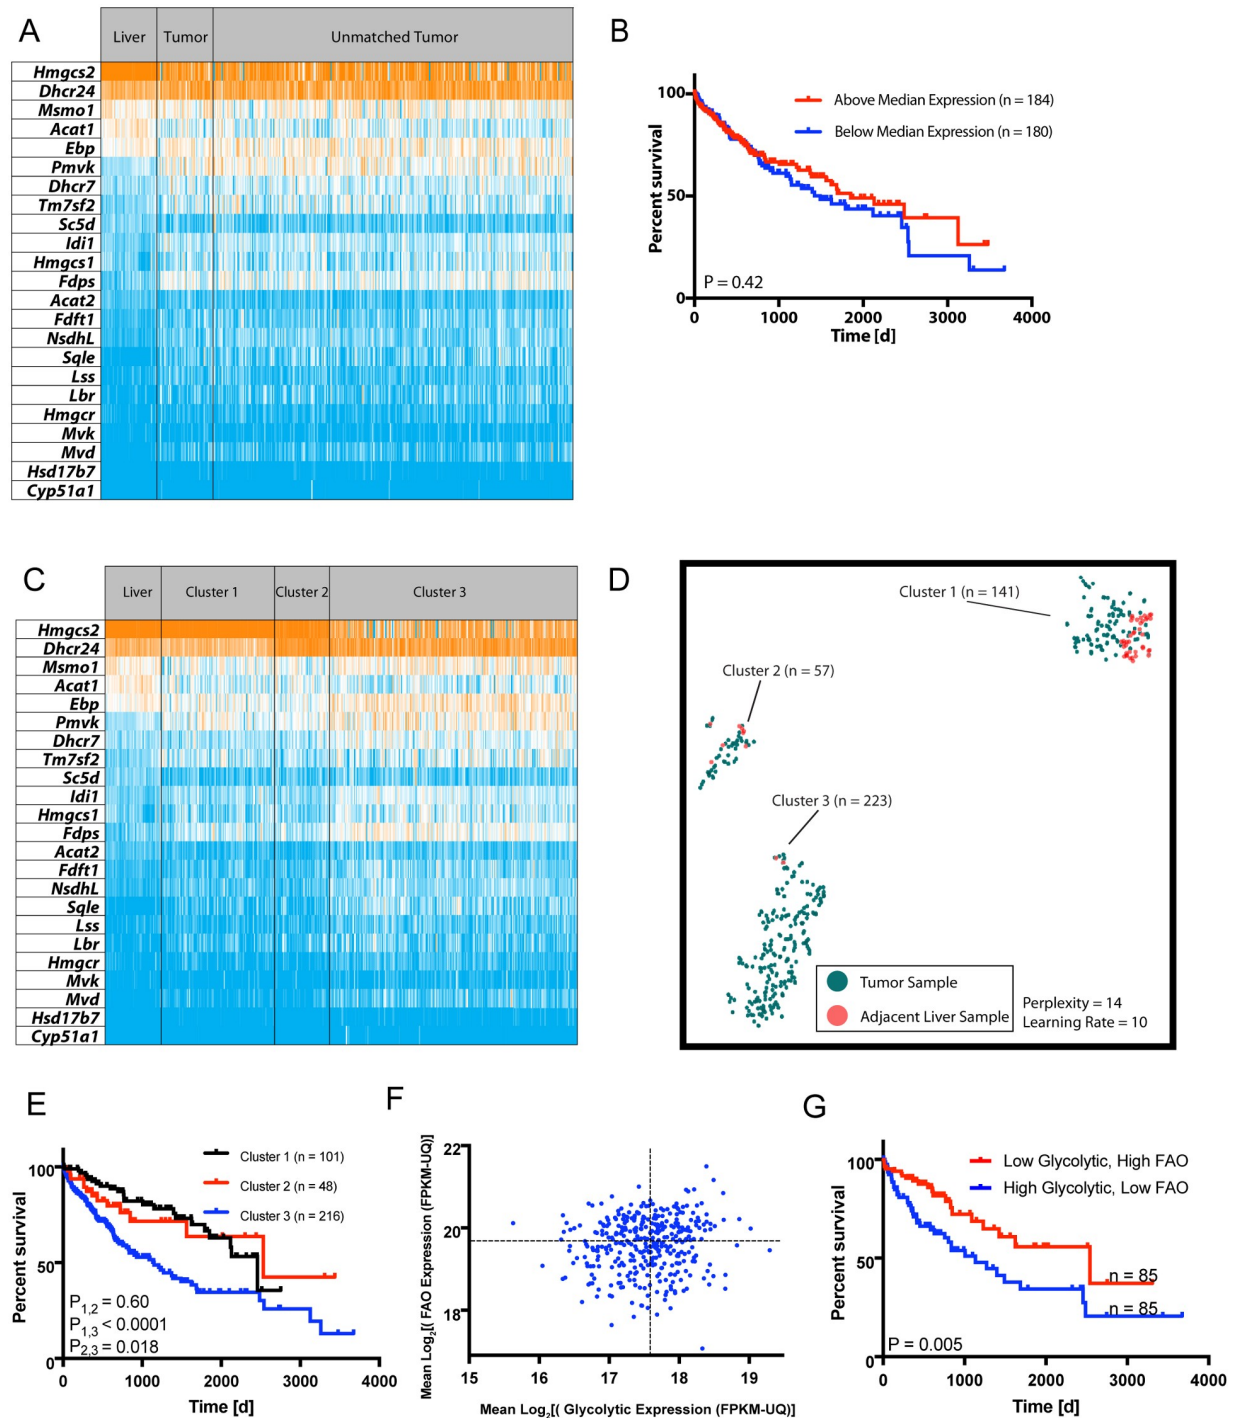 A
Liver Tumor Unmatched Tumor
Hmgcs2
Dhcr24
Msmo1
Acat1
Ebp
Pmvk
Dhcr7
Tm7sf2
Sc5d
Idi1
Hmgcs1
Fdps
Acat2
Fdft1
NsdhL
Sqle
Lss
Lbr
Hmgcr
Mvk
Mvd
Hsd17b7
Cyp51a1
B
Above Median Expression (n = 184)
Below Median Expression (n = 180)
Percent survival
100
50
0
P = 0.42
0 1000 2000 3000 4000
Time [d]
C
Liver Cluster 1 Cluster 2 Cluster 3
Hmgcs2
Dhcr24
Msmo1
Acat1
Ebp
Pmvk
Dhcr7
Tm7sf2
Sc5d
Idi1
Hmgcs1
Fdps
Acat2
Fdft1
NsdhL
Sqle
Lss
Lbr
Hmgcr
Mvk
Mvd
Hsd17b7
Cyp51a1
D
Cluster 1 (n = 141)
Cluster 2 (n = 57)
Cluster 3 (n = 223)
Tumor Sample
Adjacent Liver Sample
Perplexity = 14
Learning Rate = 10
E
Cluster 1 (n = 101)
Cluster 2 (n = 48)
Cluster 3 (n = 216)
Percent survival
100
50
0
P1,2 = 0.60
P1,3 < 0.0001
P2,3 = 0.018
0 1000 2000 3000 4000
Time [d]
F
Mean Log2[( FAO Expression (FPKM-UQ)]
22
20
18
15 16 17 18 19
Mean Log2[( Glycolytic Expression (FPKM-UQ)]
G
Low Glycolytic, High FAO
High Glycolytic, Low FAO
Percent survival
100
50
0
n = 85
n = 85
P = 0.005
0 1000 2000 3000 4000
Time [d]